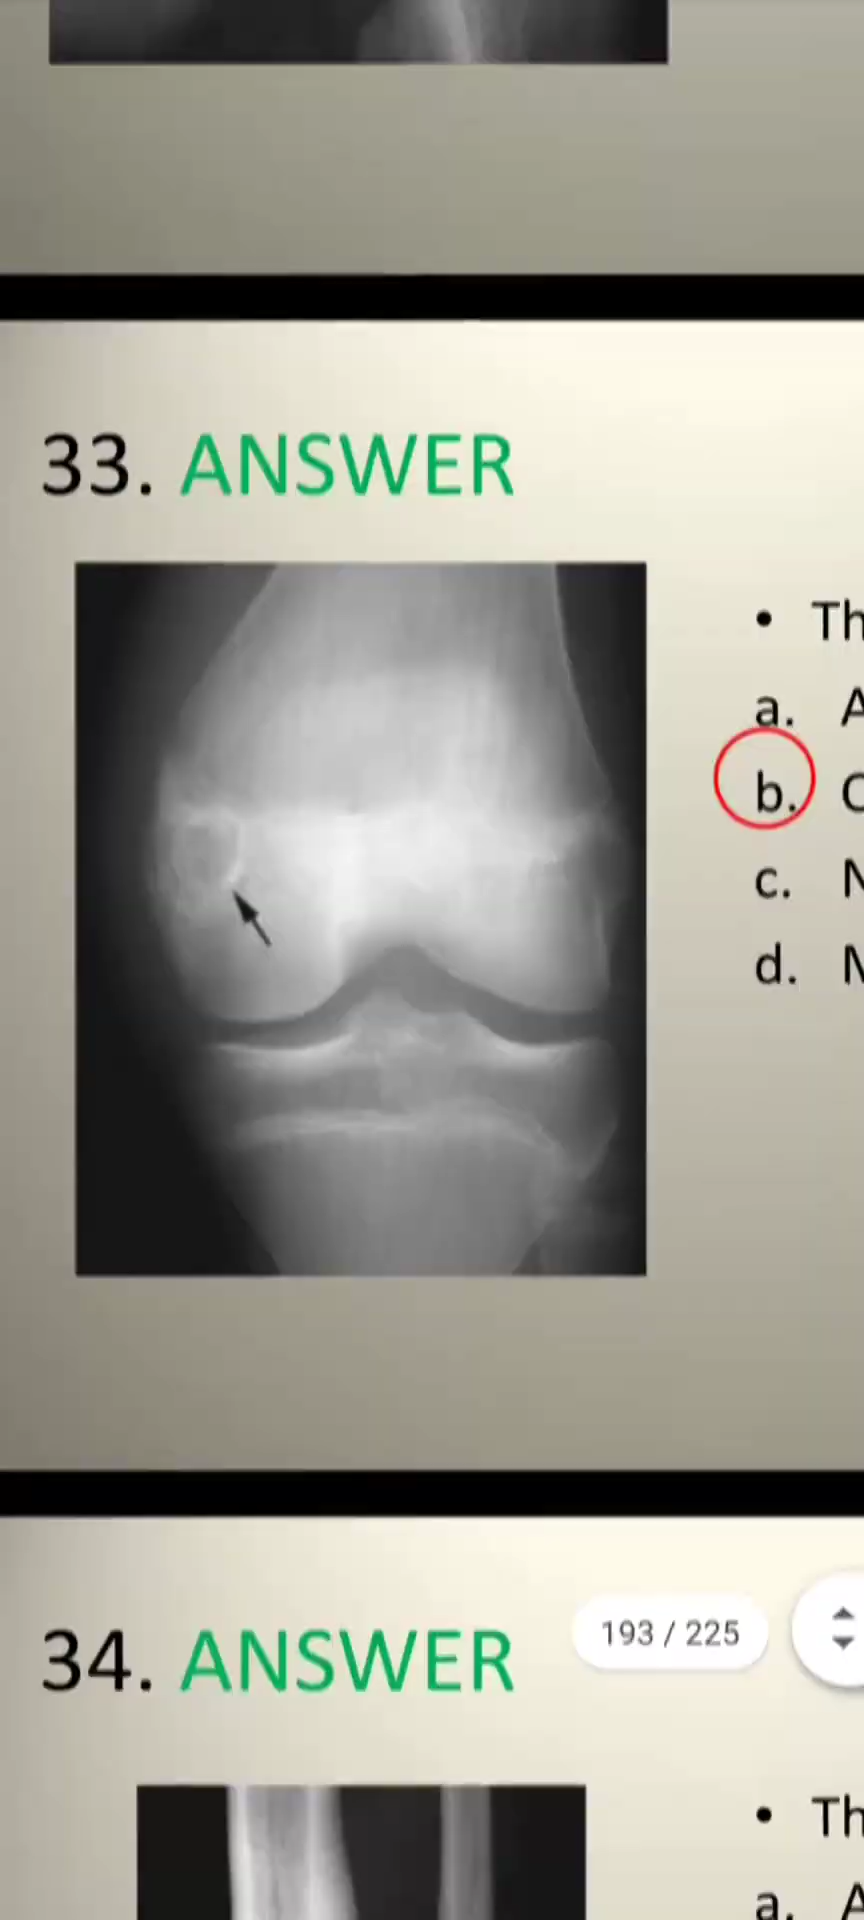 33. ANSWER
• Th
a. A
b. C
c. N
d. N
34. ANSWER
193 / 225
• Th
a. A